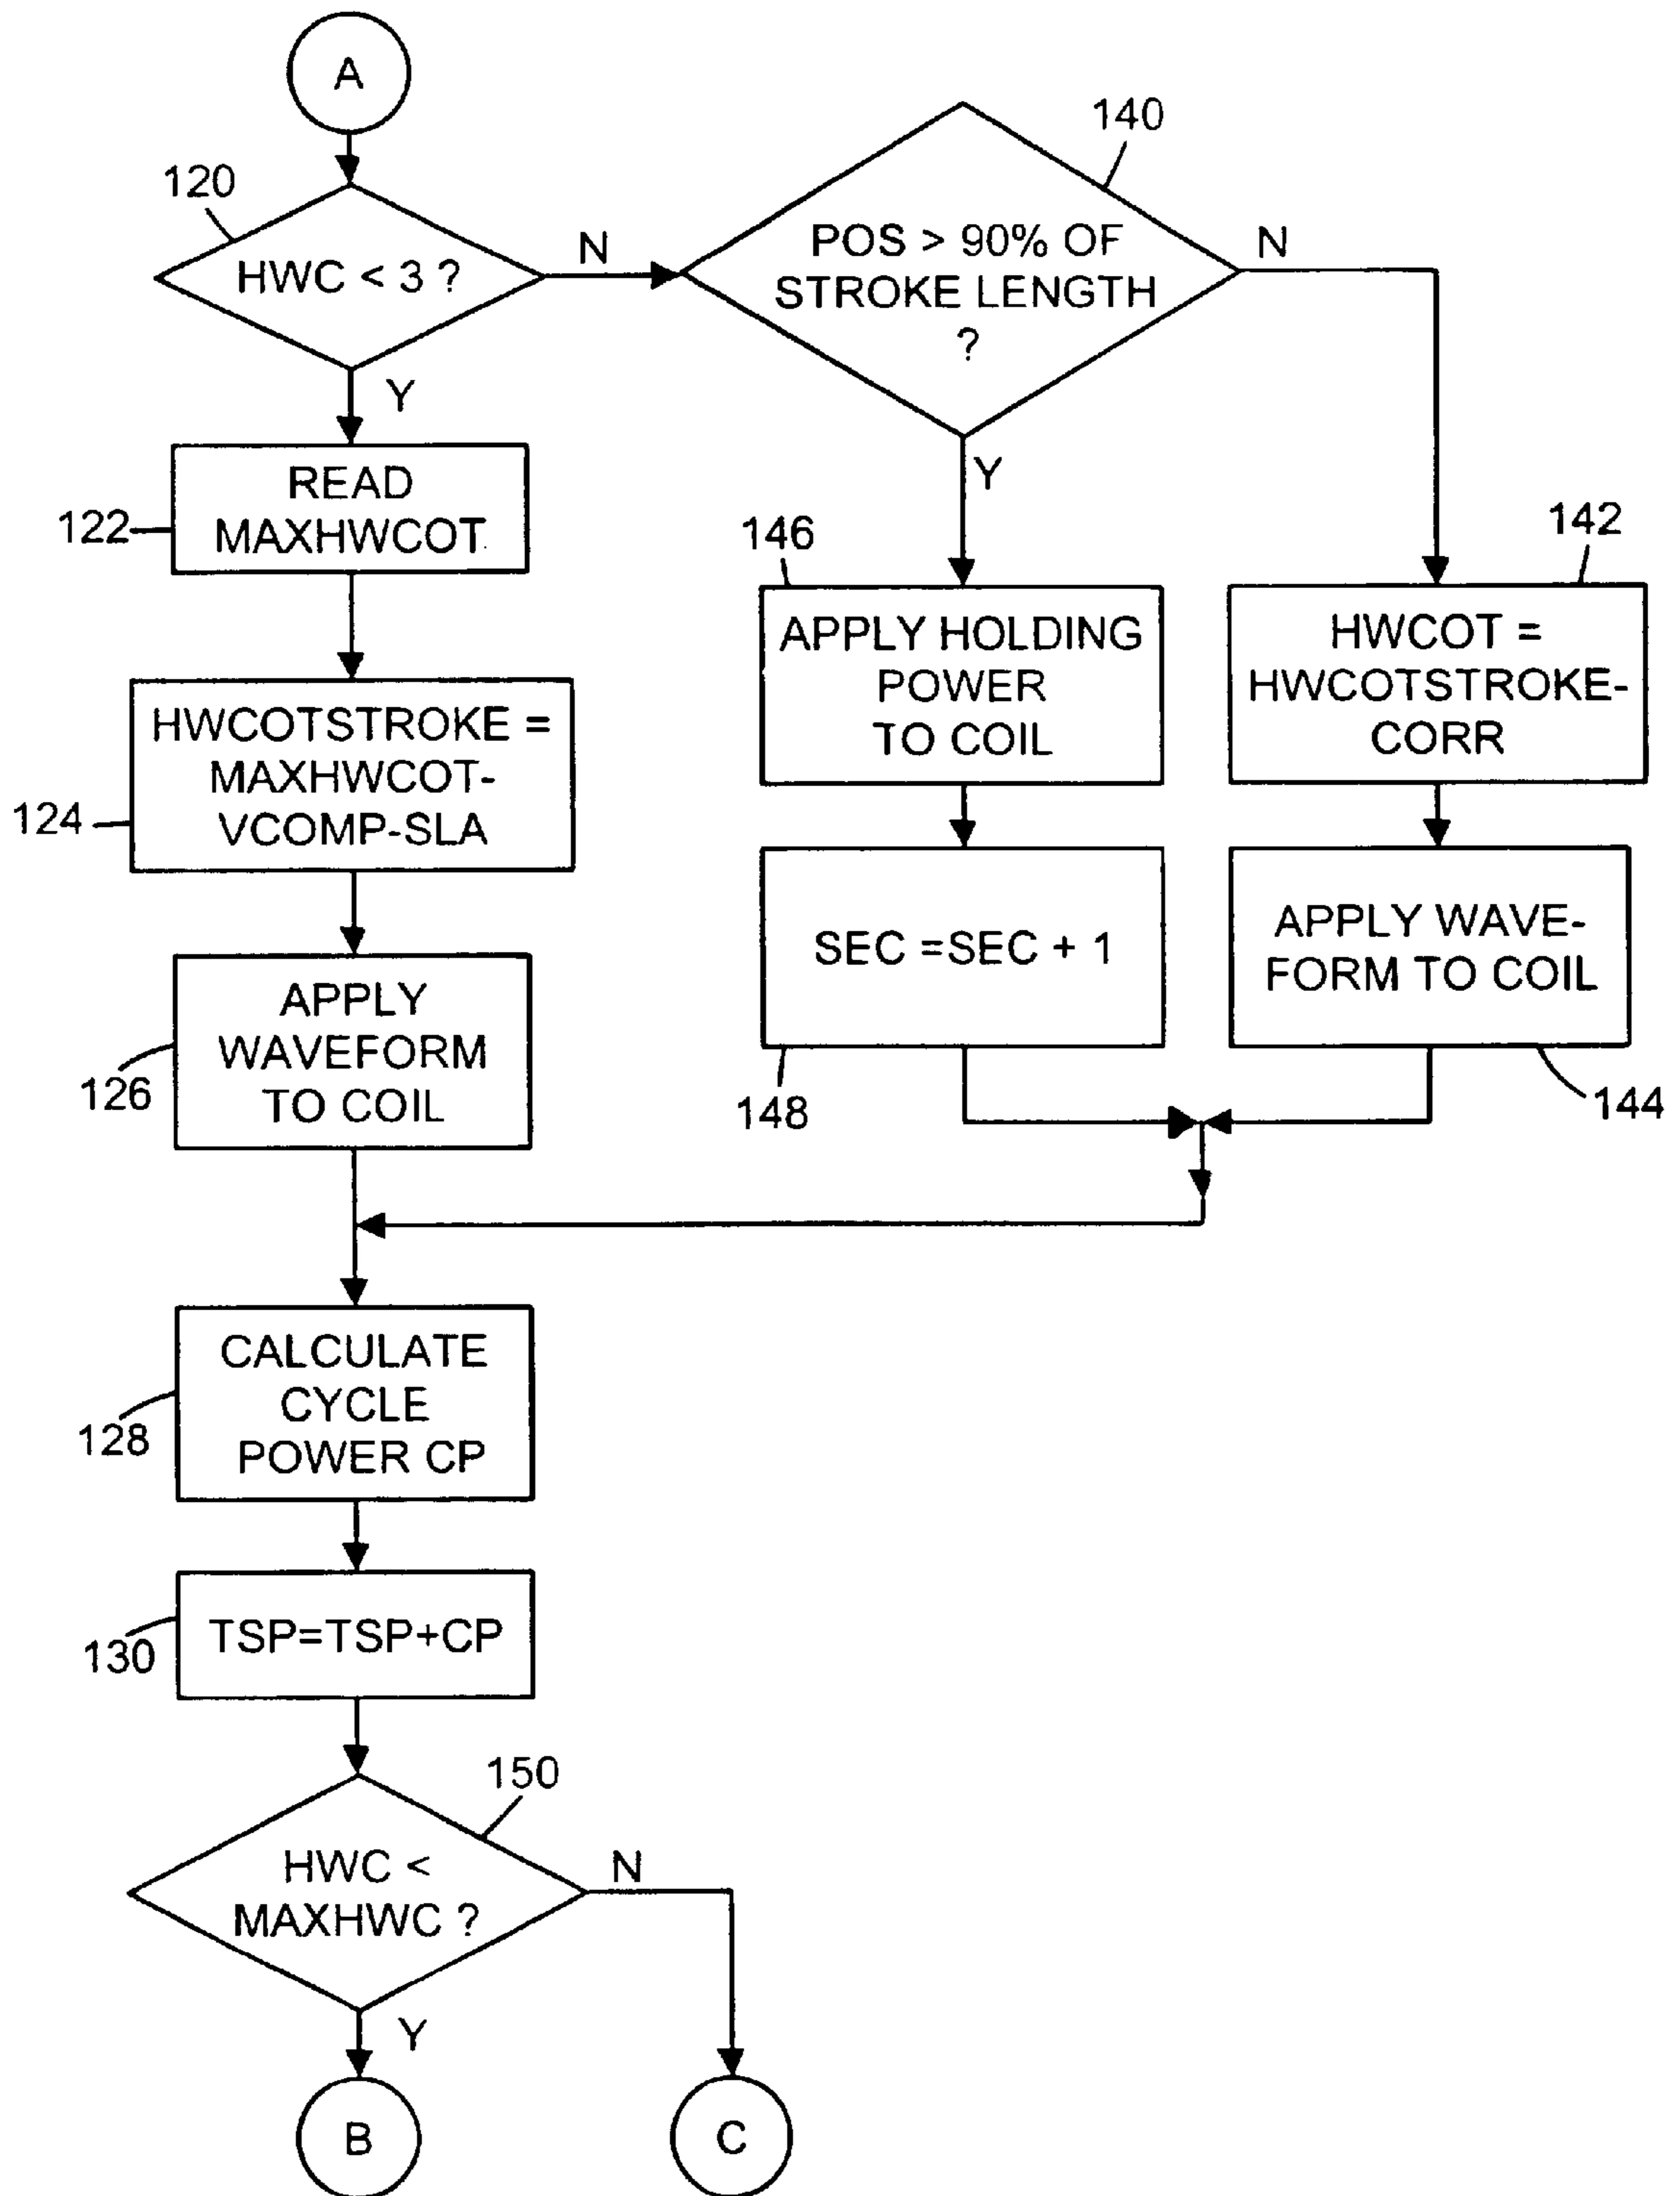 A
120
HWC < 3 ?
N
Y
140
POS > 90% OF
STROKE LENGTH
?
N
Y
122
READ
MAXHWCOT
146
APPLY HOLDING
POWER
TO COIL
142
HWCOT =
HWCOTSTROKE-
CORR
124
HWCOTSTROKE =
MAXHWCOT-
VCOMP-SLA
148
SEC =SEC + 1
144
APPLY WAVE-
FORM TO COIL
126
APPLY
WAVEFORM
TO COIL
128
CALCULATE
CYCLE
POWER CP
130
TSP=TSP+CP
150
HWC <
MAXHWC ?
N
Y
B
C